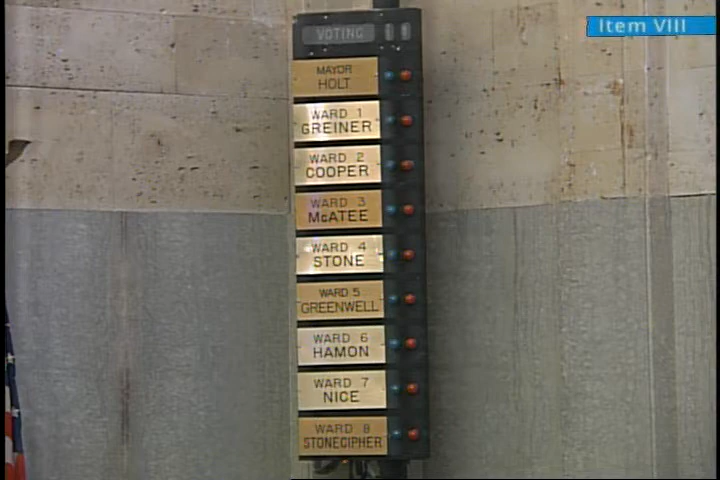 Item VIII
VOTING
MAYOR
HOLT
WARD 1
GREINER
WARD 2
COOPER
WARD 3
McATEE
WARD 4
STONE
WARD 5
GREENWELL
WARD 6
HAMON
WARD 7
NICE
WARD 8
STONECIPHER